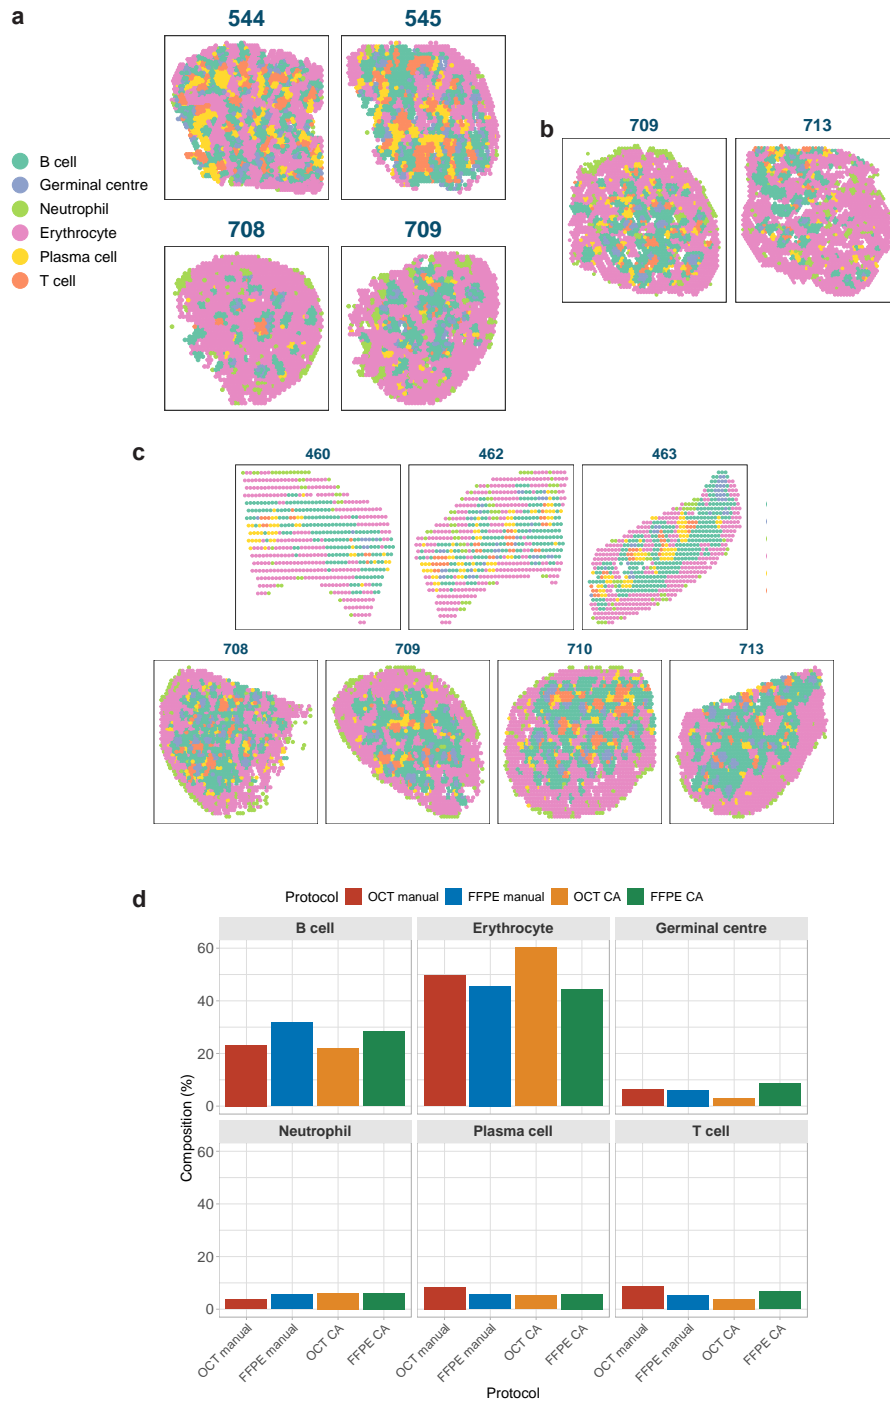 a
544 545
B cell
Germinal centre
Neutrophil
Erythrocyte
Plasma cell
T cell
708 709
b
709 713
c
460 462 463
708 709 710 713
d
Protocol OCT manual FFPE manual OCT CA FFPE CA
B cell Erythrocyte Germinal centre
60
40
20
0
Neutrophil Plasma cell T cell
60
40
20
0
Composition (%)
OCT manual FFPE manual OCT CA FFPE CA OCT manual FFPE manual OCT CA FFPE CA OCT manual FFPE manual OCT CA FFPE CA
Protocol